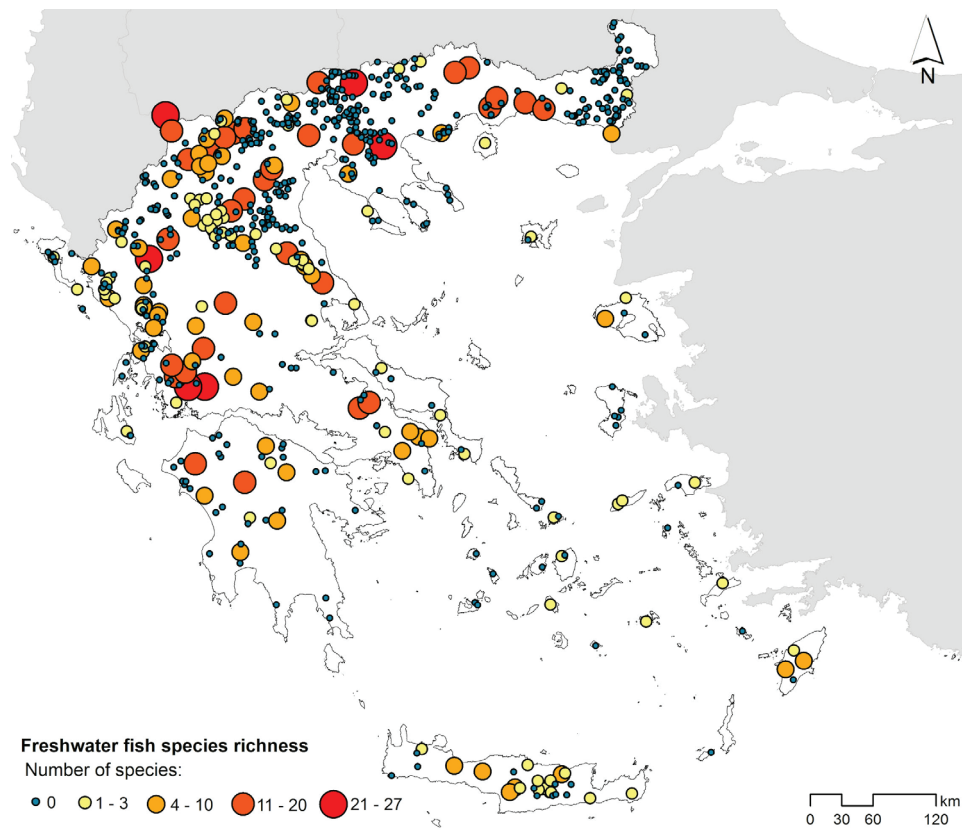 N
Freshwater fish species richness
Number of species:
0 1 - 3 4 - 10 11 - 20 21 - 27
km
0 30 60 120